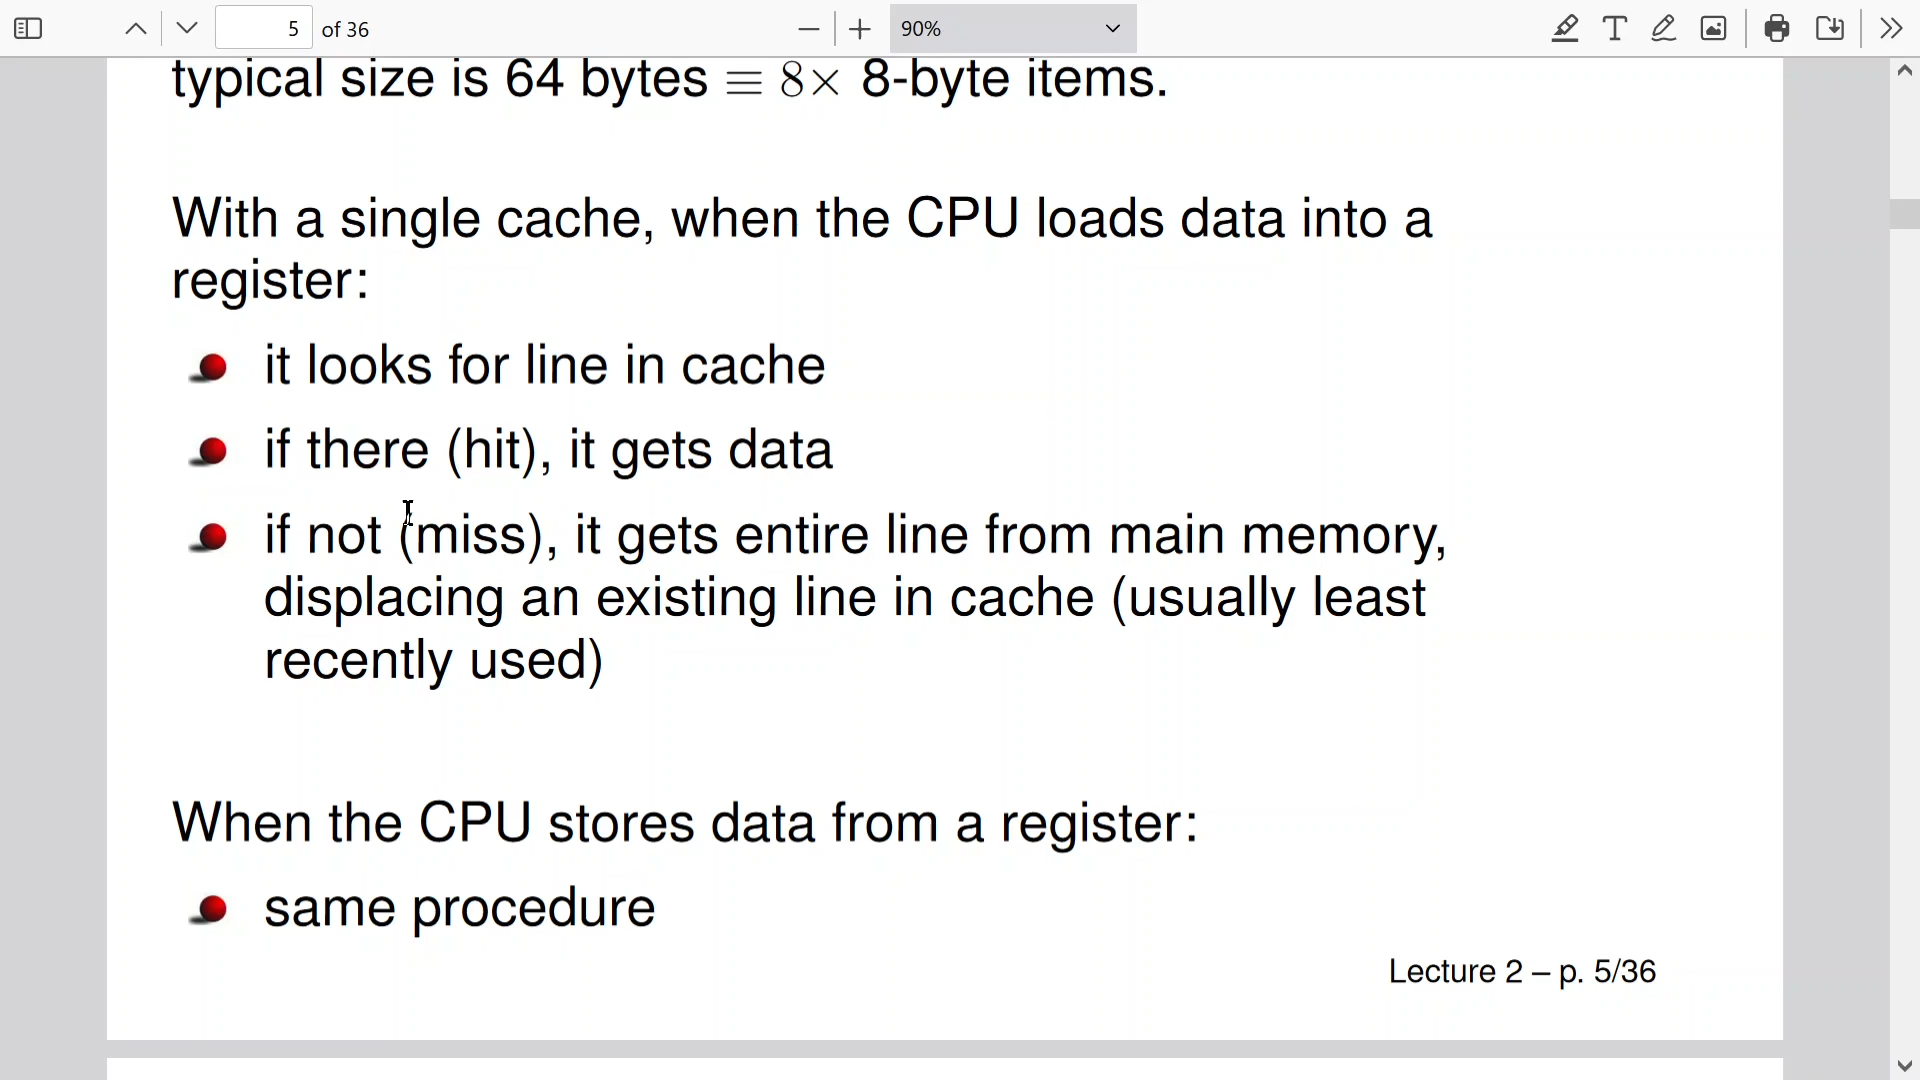 5 of 36 90%
typical size is 64 bytes ≡ 8× 8-byte items.
With a single cache, when the CPU loads data into a
register:
it looks for line in cache
if there (hit), it gets data
if not (miss), it gets entire line from main memory,
displacing an existing line in cache (usually least
recently used)
When the CPU stores data from a register:
same procedure
Lecture 2 – p. 5/36